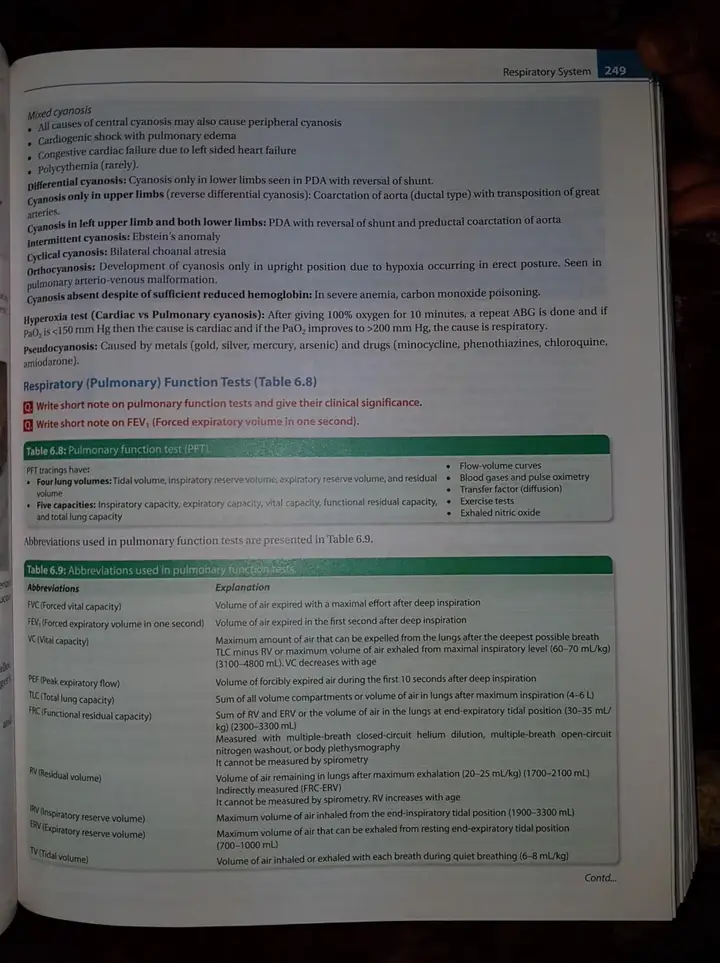 Respiratory System 249
Mixed cyanosis
• All causes of central cyanosis may also cause peripheral cyanosis
• Cardiogenic shock with pulmonary edema
• Congestive cardiac failure due to left sided heart failure
• Polycythemia (rarely).
Differential cyanosis: Cyanosis only in lower limbs seen in PDA with reversal of shunt.
Cyanosis only in upper limbs (reverse differential cyanosis): Coarctation of aorta (ductal type) with transposition of great
arteries.
Cyanosis in left upper limb and both lower limbs: PDA with reversal of shunt and preductal coarctation of aorta
Intermittent cyanosis: Ebstein's anomaly
Cyclical cyanosis: Bilateral choanal atresia
Orthocyanosis: Development of cyanosis only in upright position due to hypoxia occurring in erect posture. Seen in
pulmonary arterio-venous malformation.
Cyanosis absent despite of sufficient reduced hemoglobin: In severe anemia, carbon monoxide poisoning.
Hyperoxia test (Cardiac vs Pulmonary cyanosis): After giving 100% oxygen for 10 minutes, a repeat ABG is done and if
PaO₂ is <150 mm Hg then the cause is cardiac and if the PaO₂ improves to >200 mm Hg, the cause is respiratory.
Pseudocyanosis: Caused by metals (gold, silver, mercury, arsenic) and drugs (minocycline, phenothiazines, chloroquine,
amiodarone).
Respiratory (Pulmonary) Function Tests (Table 6.8)
Q. Write short note on pulmonary function tests and give their clinical significance.
Q. Write short note on FEV₁ (Forced expiratory volume in one second).
Table 6.8: Pulmonary function test (PFT)
PFT tracings have:
• Four lung volumes: Tidal volume, inspiratory reserve volume, expiratory reserve volume, and residual
volume
• Five capacities: Inspiratory capacity, expiratory capacity, vital capacity, functional residual capacity,
and total lung capacity
• Flow-volume curves
• Blood gases and pulse oximetry
• Transfer factor (diffusion)
• Exercise tests
• Exhaled nitric oxide
Abbreviations used in pulmonary function tests are presented in Table 6.9.
Table 6.9: Abbreviations used in pulmonary function tests
Abbreviations Explanation
FVC (Forced vital capacity) Volume of air expired with a maximal effort after deep inspiration
FEV₁ (Forced expiratory volume in one second) Volume of air expired in the first second after deep inspiration
VC (Vital capacity) Maximum amount of air that can be expelled from the lungs after the deepest possible breath
TLC minus RV or maximum volume of air exhaled from maximal inspiratory level (60–70 mL/kg)
(3100–4800 mL). VC decreases with age
PEF (Peak expiratory flow) Volume of forcibly expired air during the first 10 seconds after deep inspiration
TLC (Total lung capacity) Sum of all volume compartments or volume of air in lungs after maximum inspiration (4–6 L)
FRC (Functional residual capacity) Sum of RV and ERV or the volume of air in the lungs at end-expiratory tidal position (30–35 mL/
kg) (2300–3300 mL)
Measured with multiple-breath closed-circuit helium dilution, multiple-breath open-circuit
nitrogen washout, or body plethysmography
It cannot be measured by spirometry
RV (Residual volume) Volume of air remaining in lungs after maximum exhalation (20–25 mL/kg) (1700–2100 mL)
Indirectly measured (FRC-ERV)
It cannot be measured by spirometry. RV increases with age
IRV (Inspiratory reserve volume) Maximum volume of air inhaled from the end-inspiratory tidal position (1900–3300 mL)
ERV (Expiratory reserve volume) Maximum volume of air that can be exhaled from resting end-expiratory tidal position
(700–1000 mL)
TV (Tidal volume) Volume of air inhaled or exhaled with each breath during quiet breathing (6–8 mL/kg)
Contd...